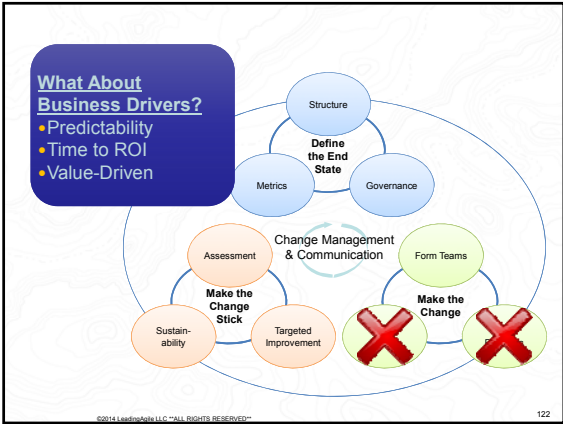 What About
Business Drivers?
•Predictability
•Time to ROI
•Value-Driven
Structure
Define
the End
State
Metrics
Governance
Change Management
& Communication
Assessment
Make the
Change
Stick
Sustain-
ability
Targeted
Improvement
Form Teams
Make the
Change
©2014 LeadingAgile LLC **ALL RIGHTS RESERVED**
122